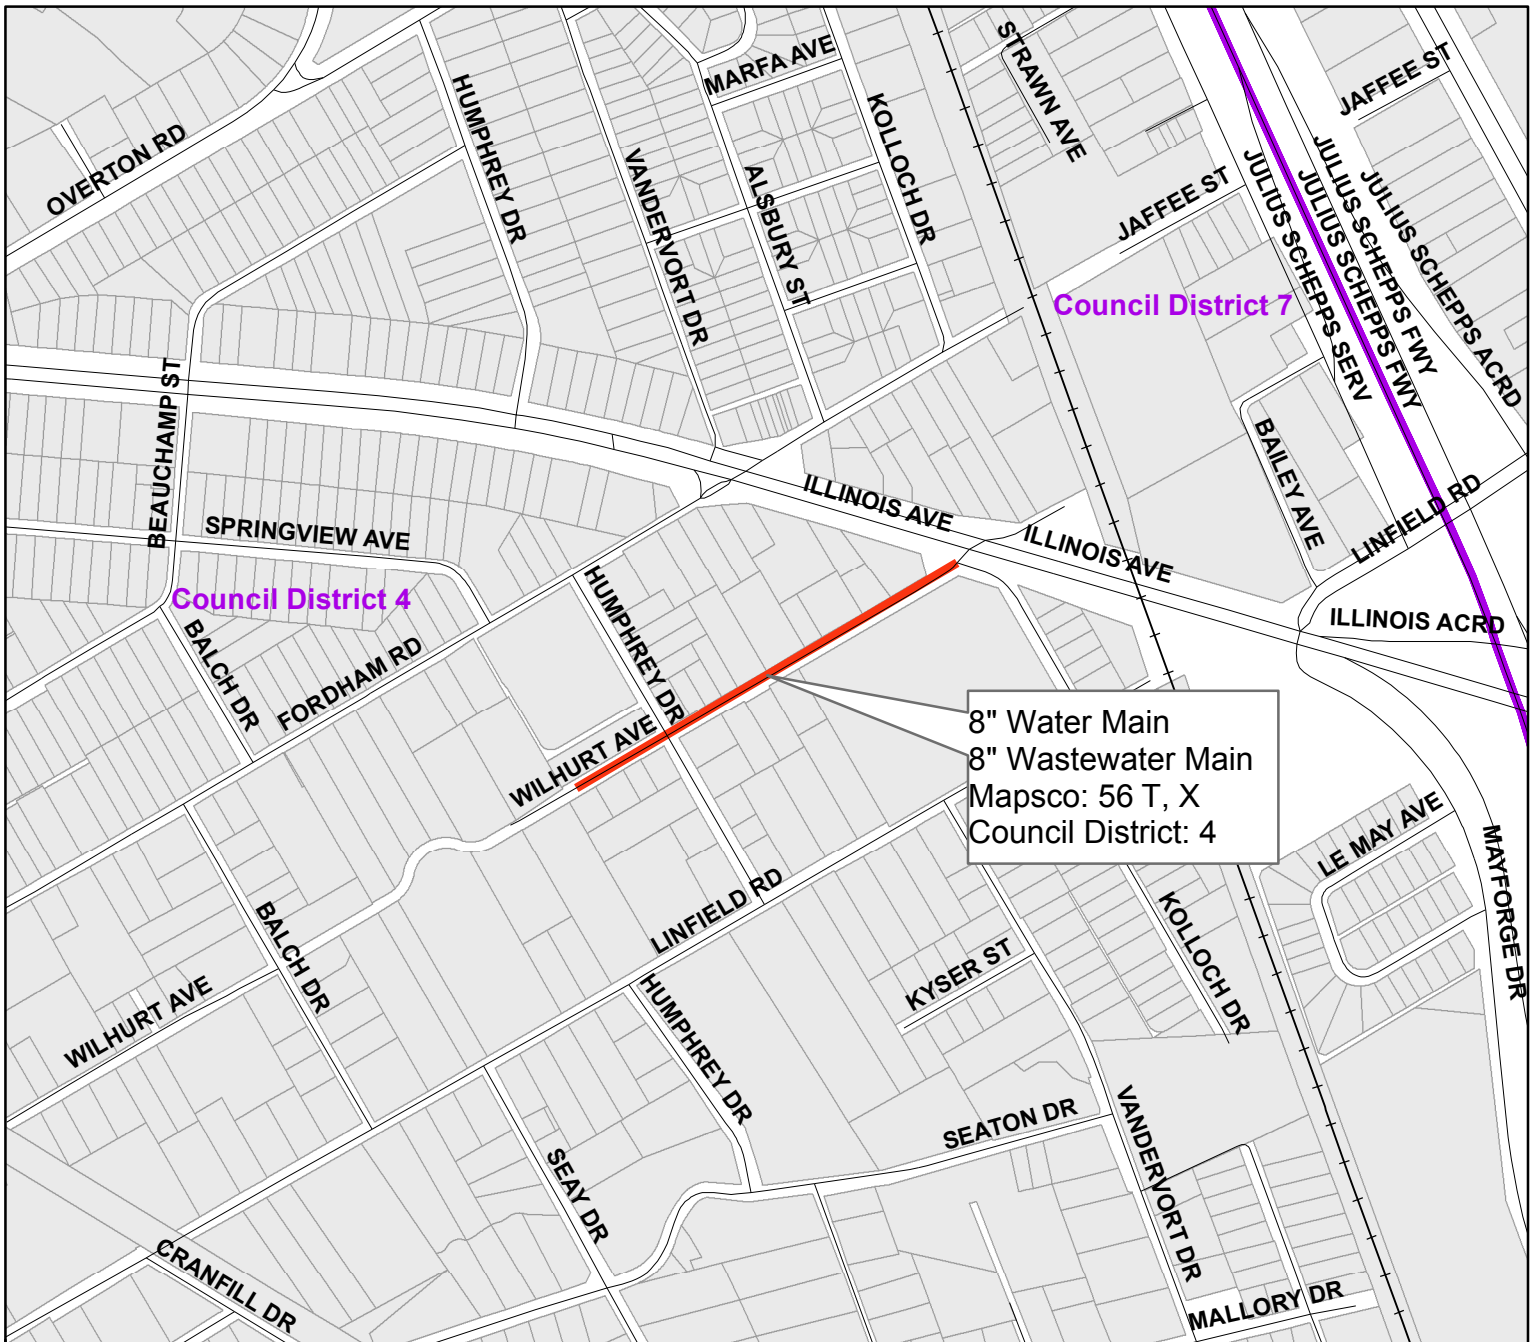 STRAWN AVE
MARFA AVE
JAFFEE ST
HUMPHREY DR
KOLLOCH DR
OVERTON RD
VANDERVORT DR
ALSBURY ST
JAFFEE ST
JULIUS SCHEPPS SERV
JULIUS SCHEPPS FWY
JULIUS SCHEPPS FWY
JULIUS SCHEPPS ACRD
Council District 7
BEAUCHAMP ST
BAILEY AVE
ILLINOIS AVE
LINFIELD RD
SPRINGVIEW AVE
ILLINOIS AVE
Council District 4
HUMPHREY DR
ILLINOIS ACRD
BALCH DR
FORDHAM RD
WILHURT AVE
8" Water Main
8" Wastewater Main
Mapsco: 56 T, X
Council District: 4
LE MAY AVE
MAYFORGE DR
LINFIELD RD
BALCH DR
KOLLOCH DR
KYSER ST
WILHURT AVE
HUMPHREY DR
SEATON DR
VANDERVORT DR
SEAY DR
CRANFILL DR
MALLORY DR